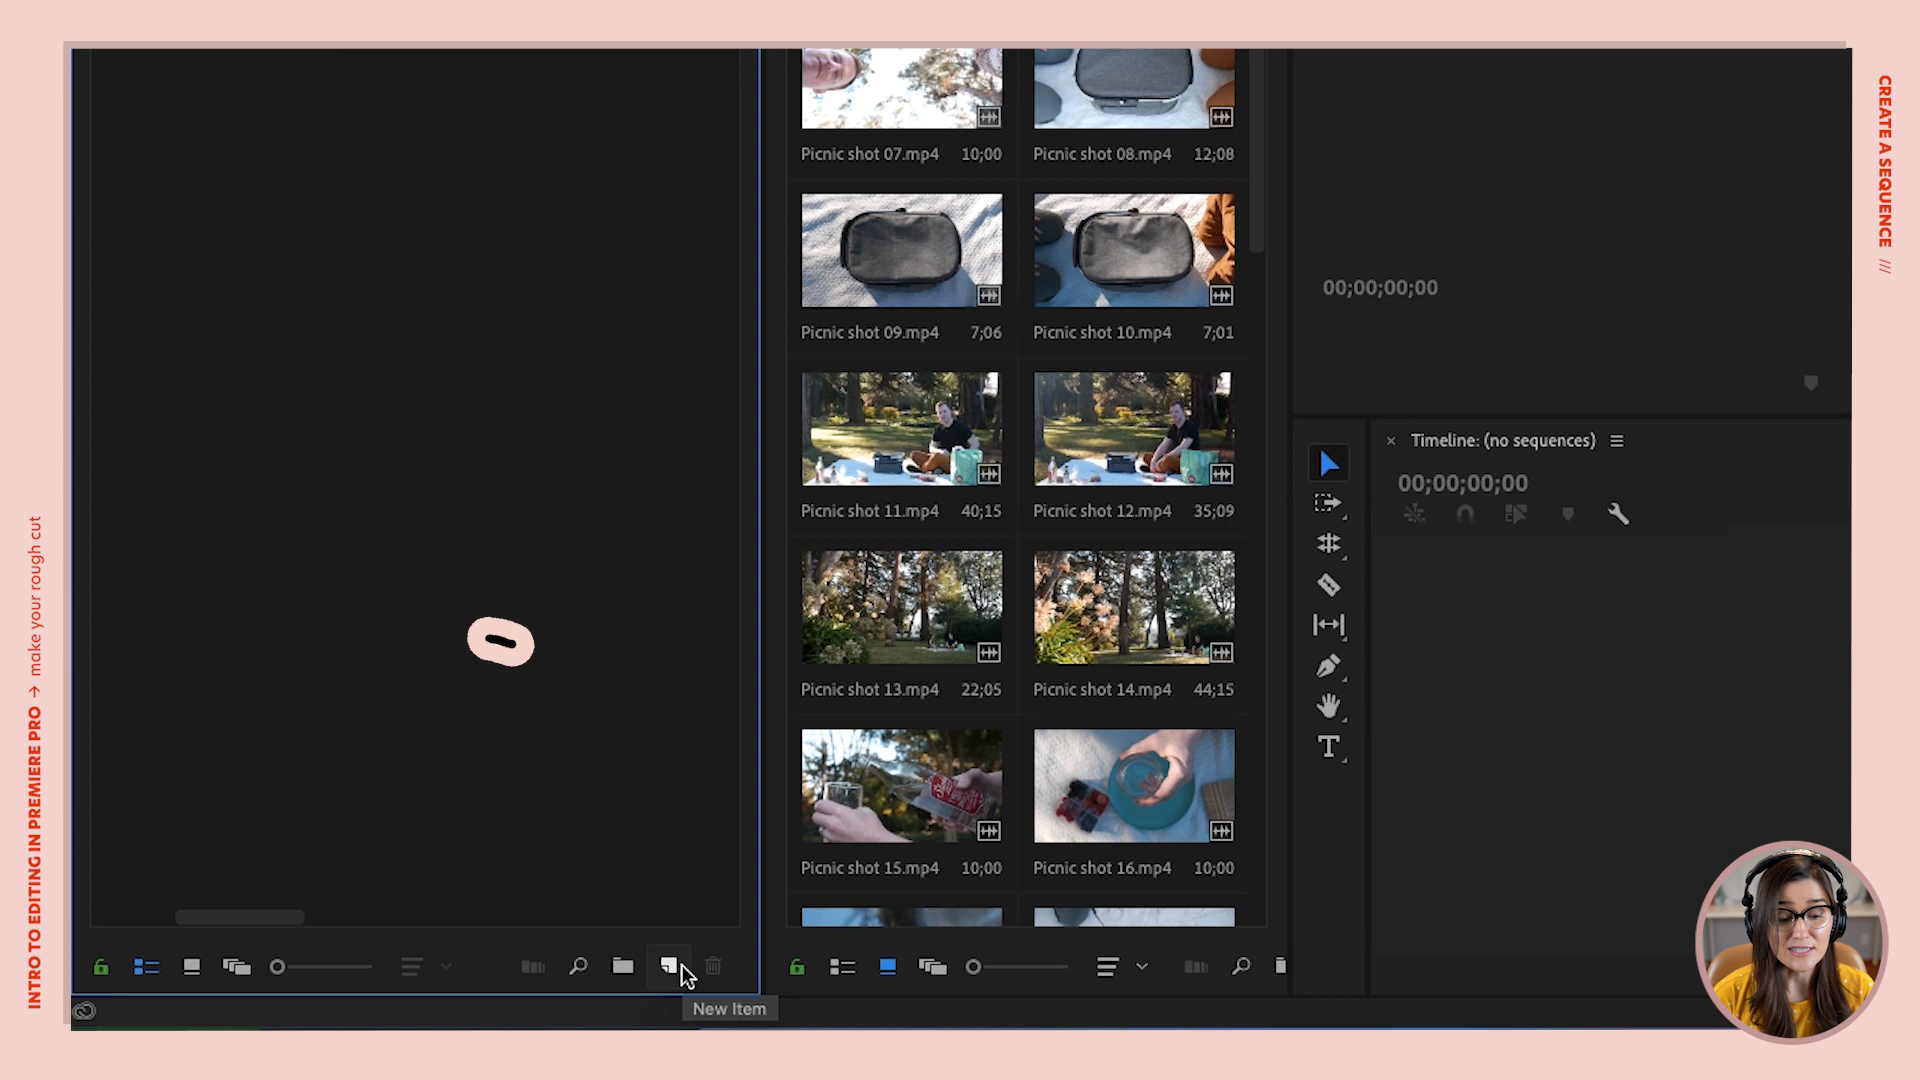 CREATE A SEQUENCE ///
INTRO TO EDITING IN PREMIERE PRO → make your rough cut
Picnic shot 07.mp4 10;00
Picnic shot 08.mp4 12;08
Picnic shot 09.mp4 7;06
Picnic shot 10.mp4 7;01
Picnic shot 11.mp4 40;15
Picnic shot 12.mp4 35;09
Picnic shot 13.mp4 22;05
Picnic shot 14.mp4 44;15
Picnic shot 15.mp4 10;00
Picnic shot 16.mp4 10;00
00;00;00;00
× Timeline: (no sequences)
00;00;00;00
New Item